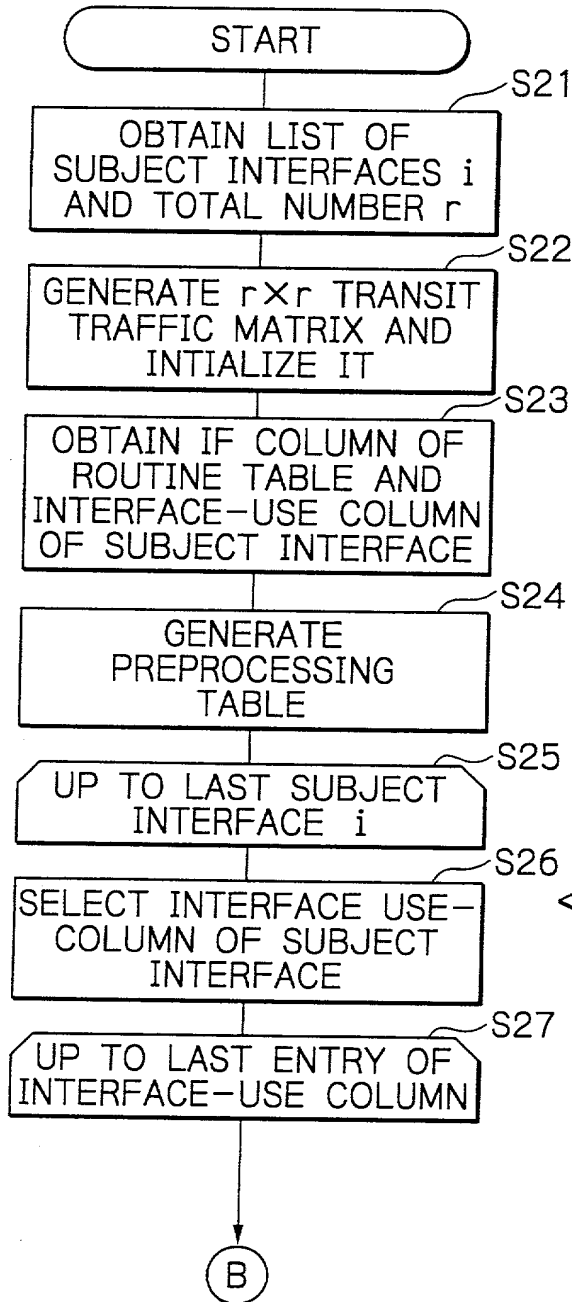 START
S21
OBTAIN LIST OF
SUBJECT INTERFACES i
AND TOTAL NUMBER r
S22
GENERATE r×r TRANSIT
TRAFFIC MATRIX AND
INTIALIZE IT
S23
OBTAIN IF COLUMN OF
ROUTINE TABLE AND
INTERFACE-USE COLUMN
OF SUBJECT INTERFACE
S24
GENERATE
PREPROCESSING
TABLE
S25
UP TO LAST SUBJECT
INTERFACE i
S26
SELECT INTERFACE USE-
COLUMN OF SUBJECT
INTERFACE
<
S27
UP TO LAST ENTRY OF
INTERFACE-USE COLUMN
B